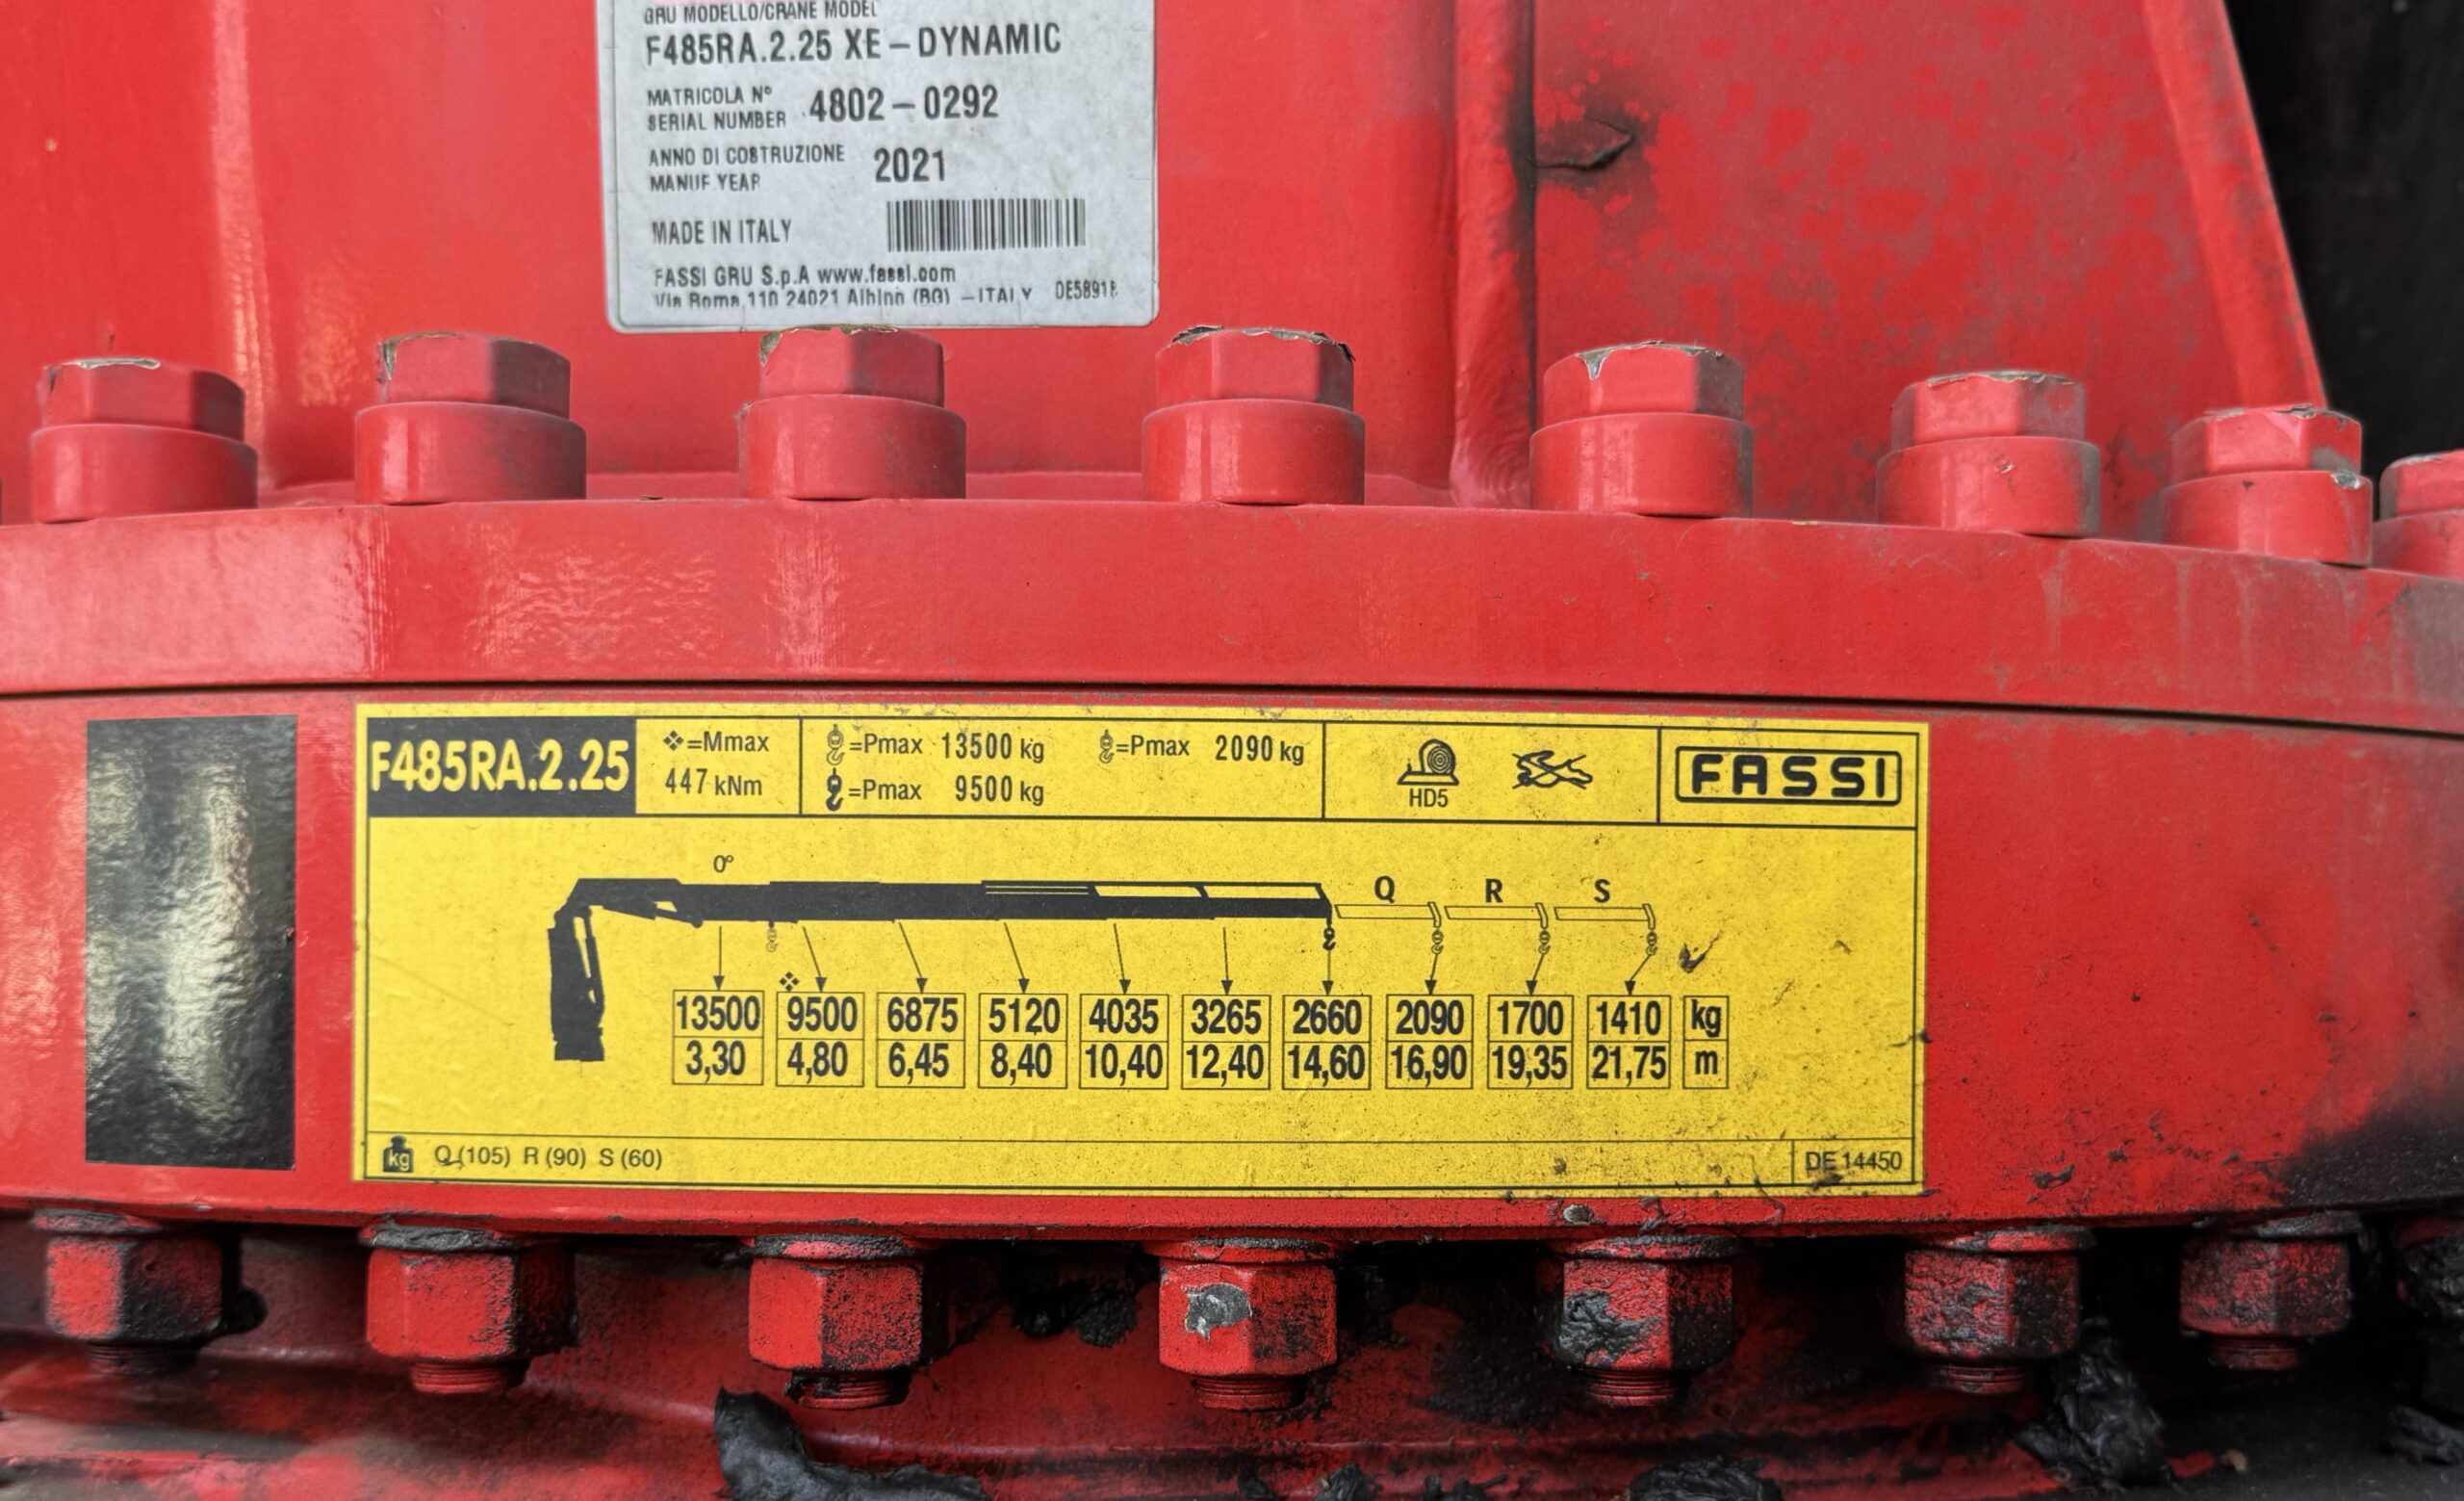 GRU MODELLO/CRANE MODEL
F485RA.2.25 XE-DYNAMIC
MATRICOLA N°
SERIAL NUMBER 4802-0292
ANNO DI COSTRUZIONE
MANUF.YEAR 2021
MADE IN ITALY
FASSI GRU S.p.A www.fassi.com
Via Roma,110 24021 Albino (BG) -ITALY
F485RA.2.25
❖=Mmax
447 kNm
=Pmax 13500 kg
=Pmax 2090 kg
=Pmax 9500 kg
HD5
FASSI
0°
Q R S
❖
13500 9500 6875 5120 4035 3265 2660 2090 1700 1410 kg
3,30 4,80 6,45 8,40 10,40 12,40 14,60 16,90 19,35 21,75 m
kg Q (105) R (90) S (60)
DE 14450